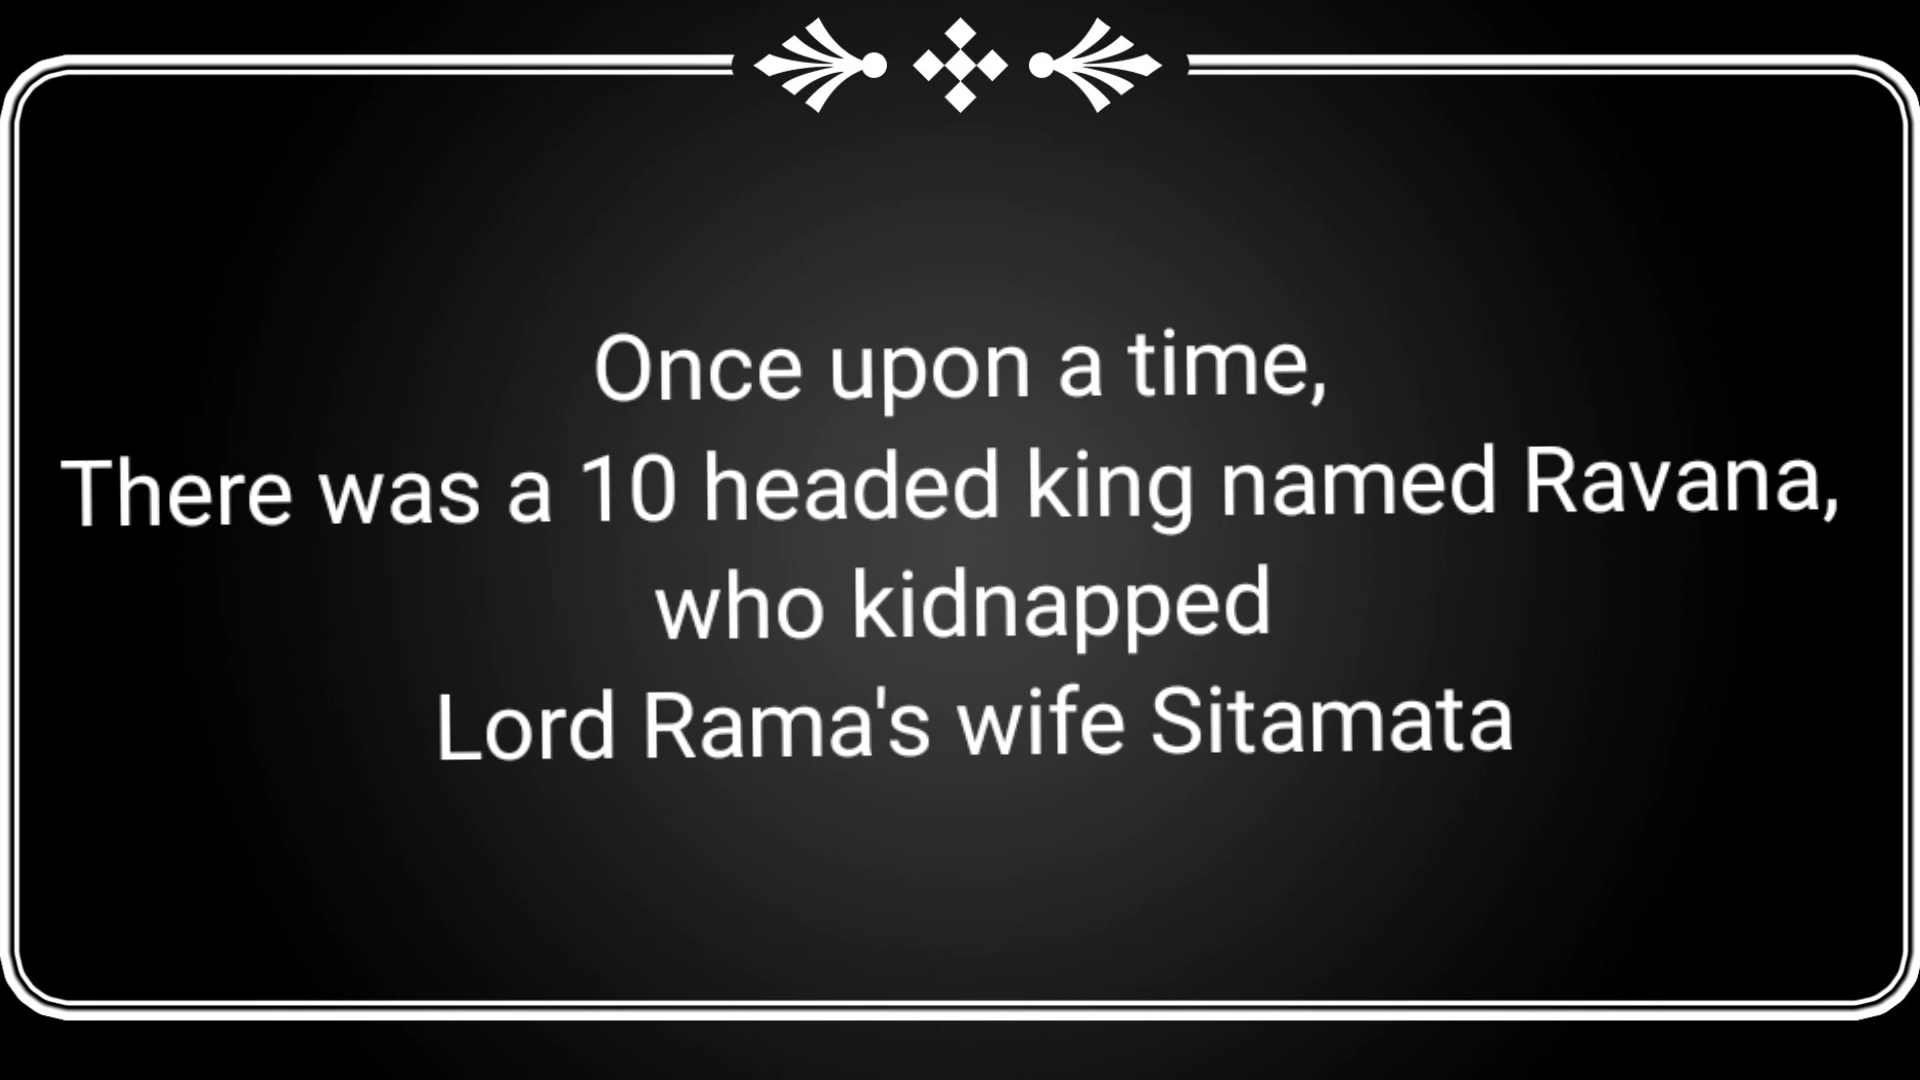 Once upon a time,
There was a 10 headed king named Ravana,
who kidnapped
Lord Rama's wife Sitamata